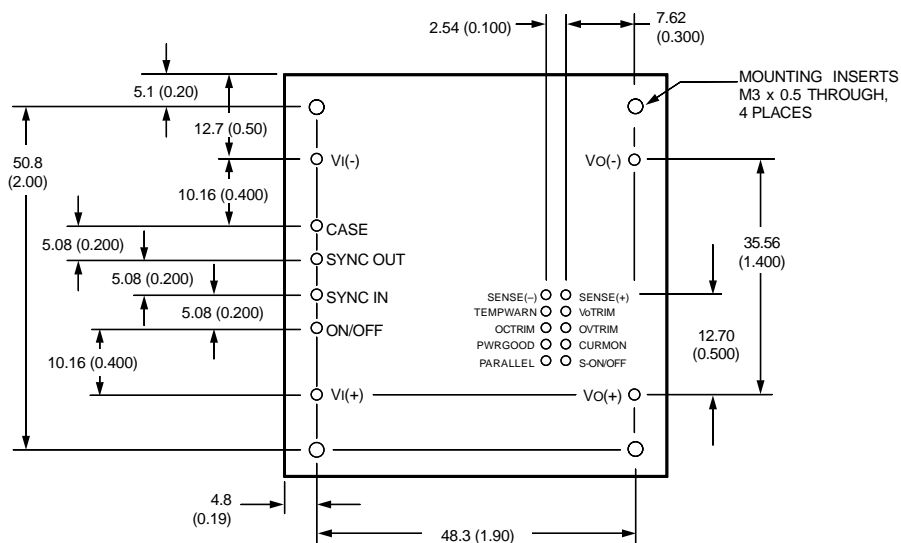 2.54 (0.100)
7.62
(0.300)
5.1 (0.20)
MOUNTING INSERTS
M3 x 0.5 THROUGH,
4 PLACES
12.7 (0.50)
50.8
(2.00)
VI(-)
VO(-)
10.16 (0.400)
CASE
5.08 (0.200)
SYNC OUT
35.56
(1.400)
5.08 (0.200)
SYNC IN
SENSE(–)
SENSE(+)
TEMPWARN
VoTRIM
5.08 (0.200)
ON/OFF
OCTRIM
OVTRIM
12.70
(0.500)
PWRGOOD
CURMON
10.16 (0.400)
PARALLEL
S-ON/OFF
VI(+)
VO(+)
4.8
(0.19)
48.3 (1.90)